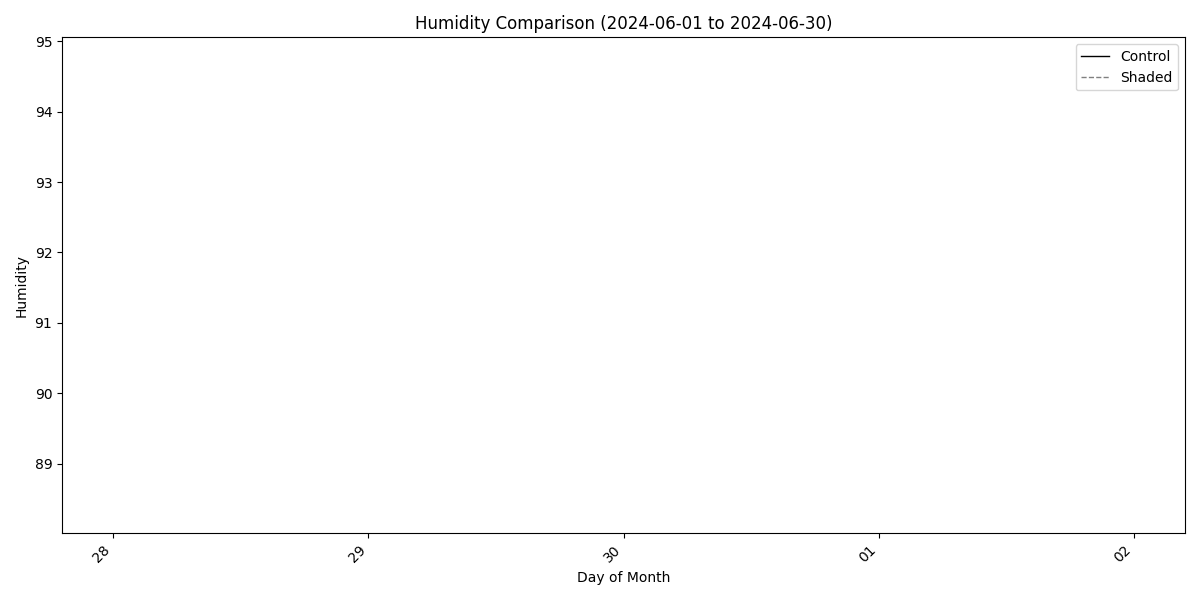 Humidity Comparison (2024-06-01 to 2024-06-30)
Control
Shaded
95
94
93
92
91
90
89
Humidity
28
29
30
01
02
Day of Month